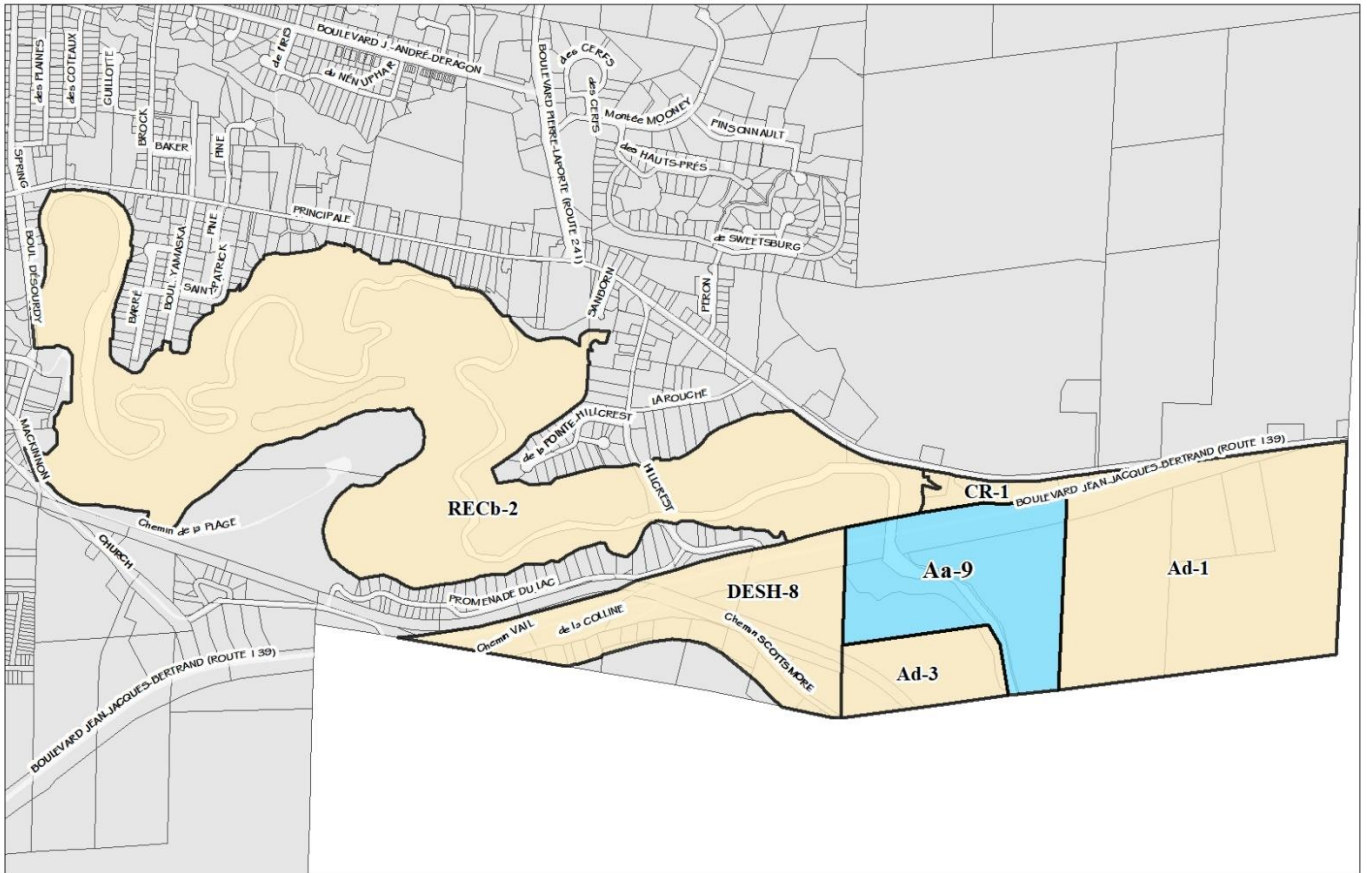 des PLAINES
des COTEAUX
GUILLOTTE
BROCK
BAKER
PINE
de l'IRIS
du NÉNUPHAR
BOULEVARD J.-ANDRÉ-DERAGON
BOULEVARD PIERRE-LAPORTE (ROUTE 241)
des CERFS
des CERFS
Montée MOONEY
PINSONNAULT
des HAUTS-PRÉS
de SWEETSBURG
PERON
SPRING
BOUL. DÉSOURDY
PRINCIPALE
BARRÉ
BOUL. YAMASKA
SAINT-PATRICK
PINE
SANBORN
LAROUCHE
HILLCREST
de la POINTE
HILLCREST
MACKINNON
Chemin de la PLAGE
CHURCH
RECb-2
CR-1
BOULEVARD JEAN-JACQUES-BERTRAND (ROUTE 139)
Aa-9
Ad-1
DESH-8
PROMENADE DU LAC
Chemin VAIL
de la COLLINE
Chemin SCOTTSMORE
Ad-3
BOULEVARD JEAN-JACQUES-BERTRAND (ROUTE 139)